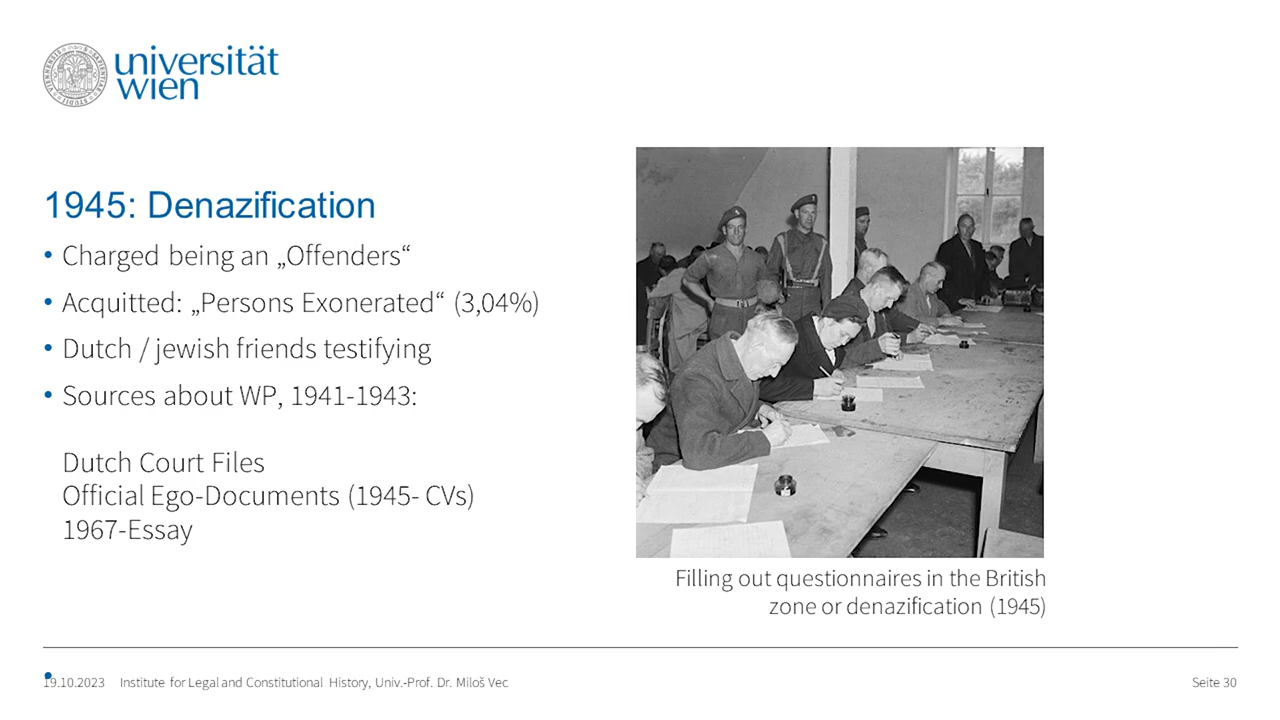 universität
wien
1945: Denazification
• Charged being an „Offenders“
• Acquitted: „Persons Exonerated“ (3,04%)
• Dutch / jewish friends testifying
• Sources about WP, 1941-1943:
Dutch Court Files
Official Ego-Documents (1945- CVs)
1967-Essay
Filling out questionnaires in the British
zone or denazification (1945)
19.10.2023 Institute for Legal and Constitutional History, Univ.-Prof. Dr. Miloš Vec Seite 30